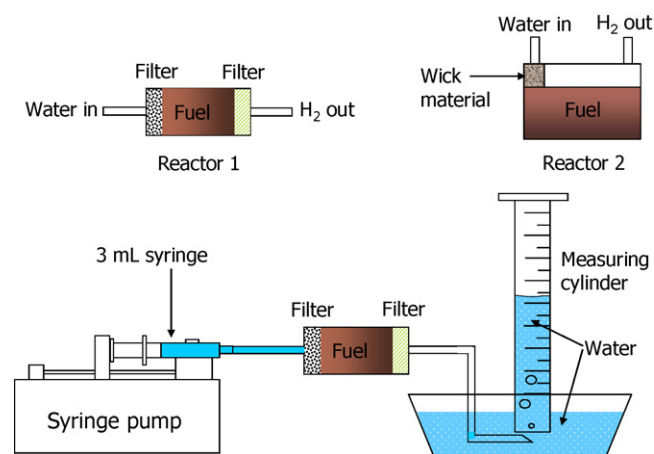 Water in
H₂ out
Filter
Filter
Wick
material
Water in
Fuel
H₂ out
Fuel
Reactor 1
Reactor 2
3 mL syringe
Measuring
cylinder
Filter
Filter
Fuel
Water
Syringe pump
Water